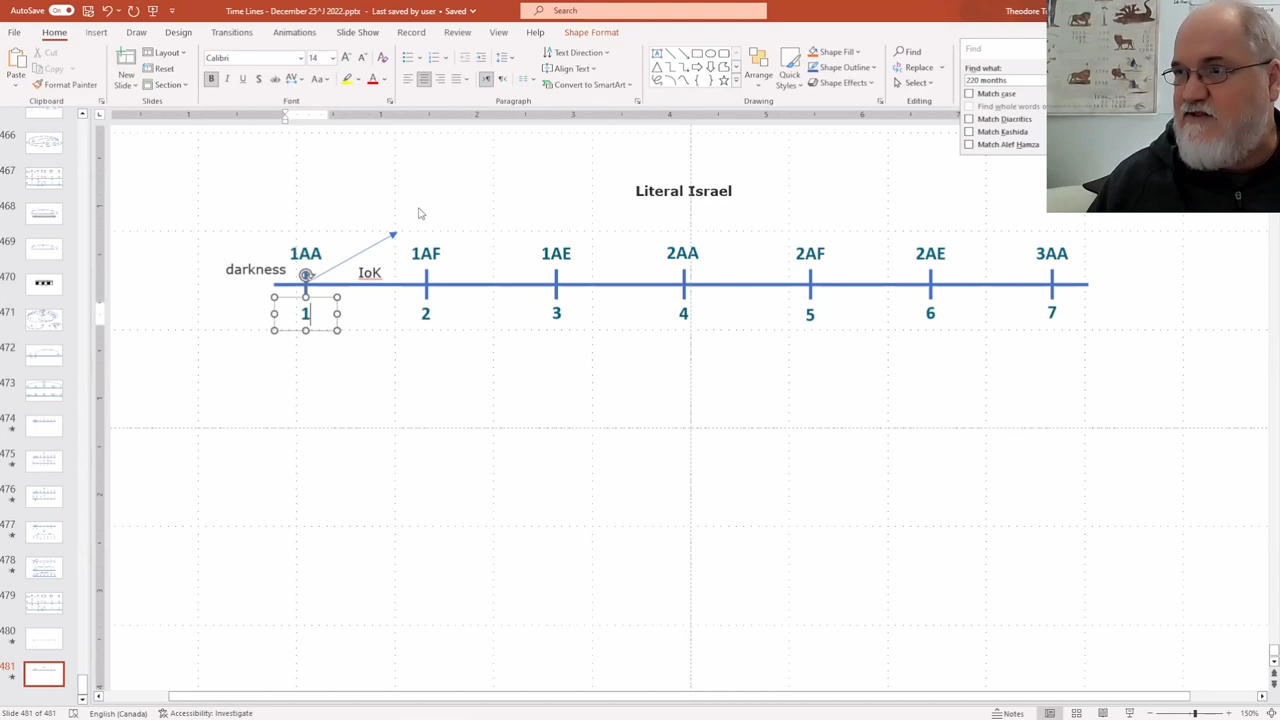 AutoSave On Time Lines - December 25^J 2022.pptx • Last saved by user • Saved Search Theodore To
File Home Insert Draw Design Transitions Animations Slide Show Record Review View Help Shape Format
Paste Cut Copy Format Painter
Clipboard
New Slide Layout Reset Section
Slides
Calibri 14
Font
Text Direction Align Text Convert to SmartArt
Paragraph
Arrange Quick Styles Shape Fill Shape Outline Shape Effects
Drawing
Find Replace Select
Editing
Find
Find what:
220 months
Match case
Find whole words o
Match Diacritics
Match Kashida
Match Alef Hamza
Literal Israel
1AA 1AF 1AE 2AA 2AF 2AE 3AA
darkness IoK
1 2 3 4 5 6 7
466
467
468
469
470
471
472
473
474
475
476
477
478
479
480
481
Slide 481 of 481 English (Canada) Accessibility: Investigate Notes 150%